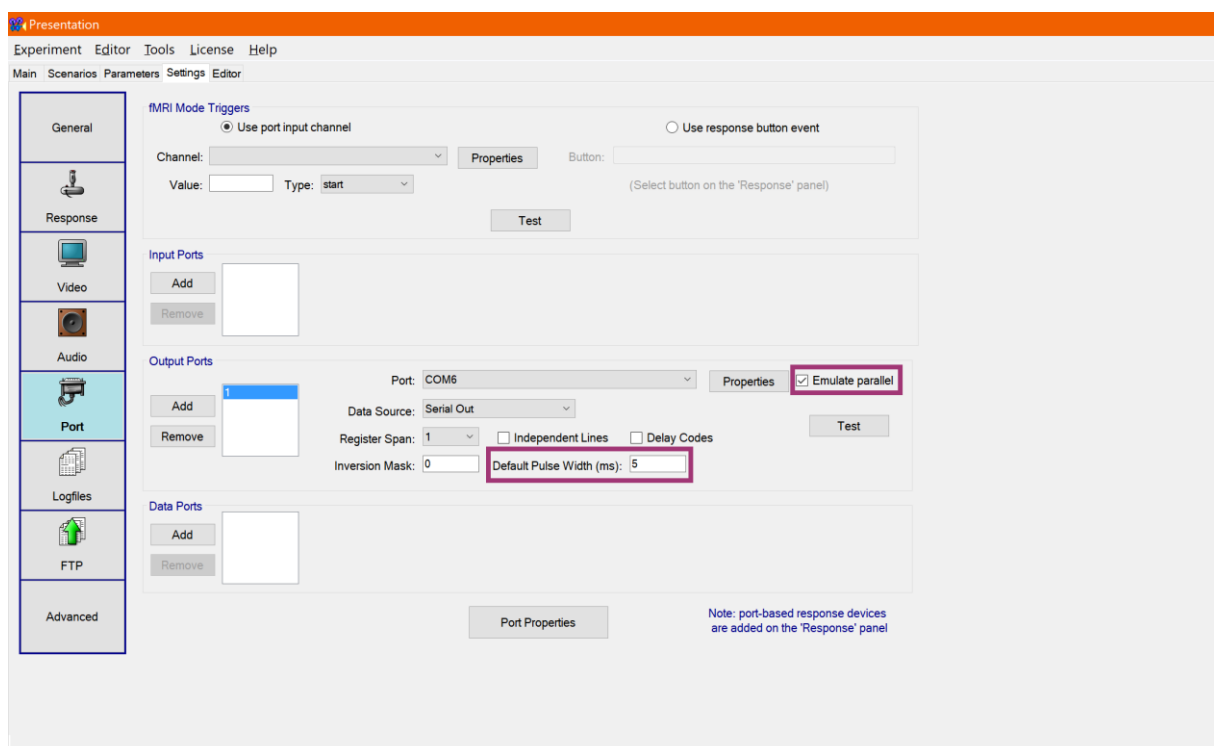 Presentation
Experiment Editor Tools License Help
Main Scenarios Parameters Settings Editor
General
Response
Video
Audio
Port
Logfiles
FTP
Advanced
fMRI Mode Triggers
Use port input channel
Use response button event
Channel:
Properties
Button:
Value:
Type: start
(Select button on the 'Response' panel)
Test
Input Ports
Add
Remove
Output Ports
1
Add
Remove
Port: COM6
Properties
Emulate parallel
Data Source: Serial Out
Test
Register Span: 1
Independent Lines
Delay Codes
Inversion Mask: 0
Default Pulse Width (ms): 5
Data Ports
Add
Remove
Port Properties
Note: port-based response devices
are added on the 'Response' panel